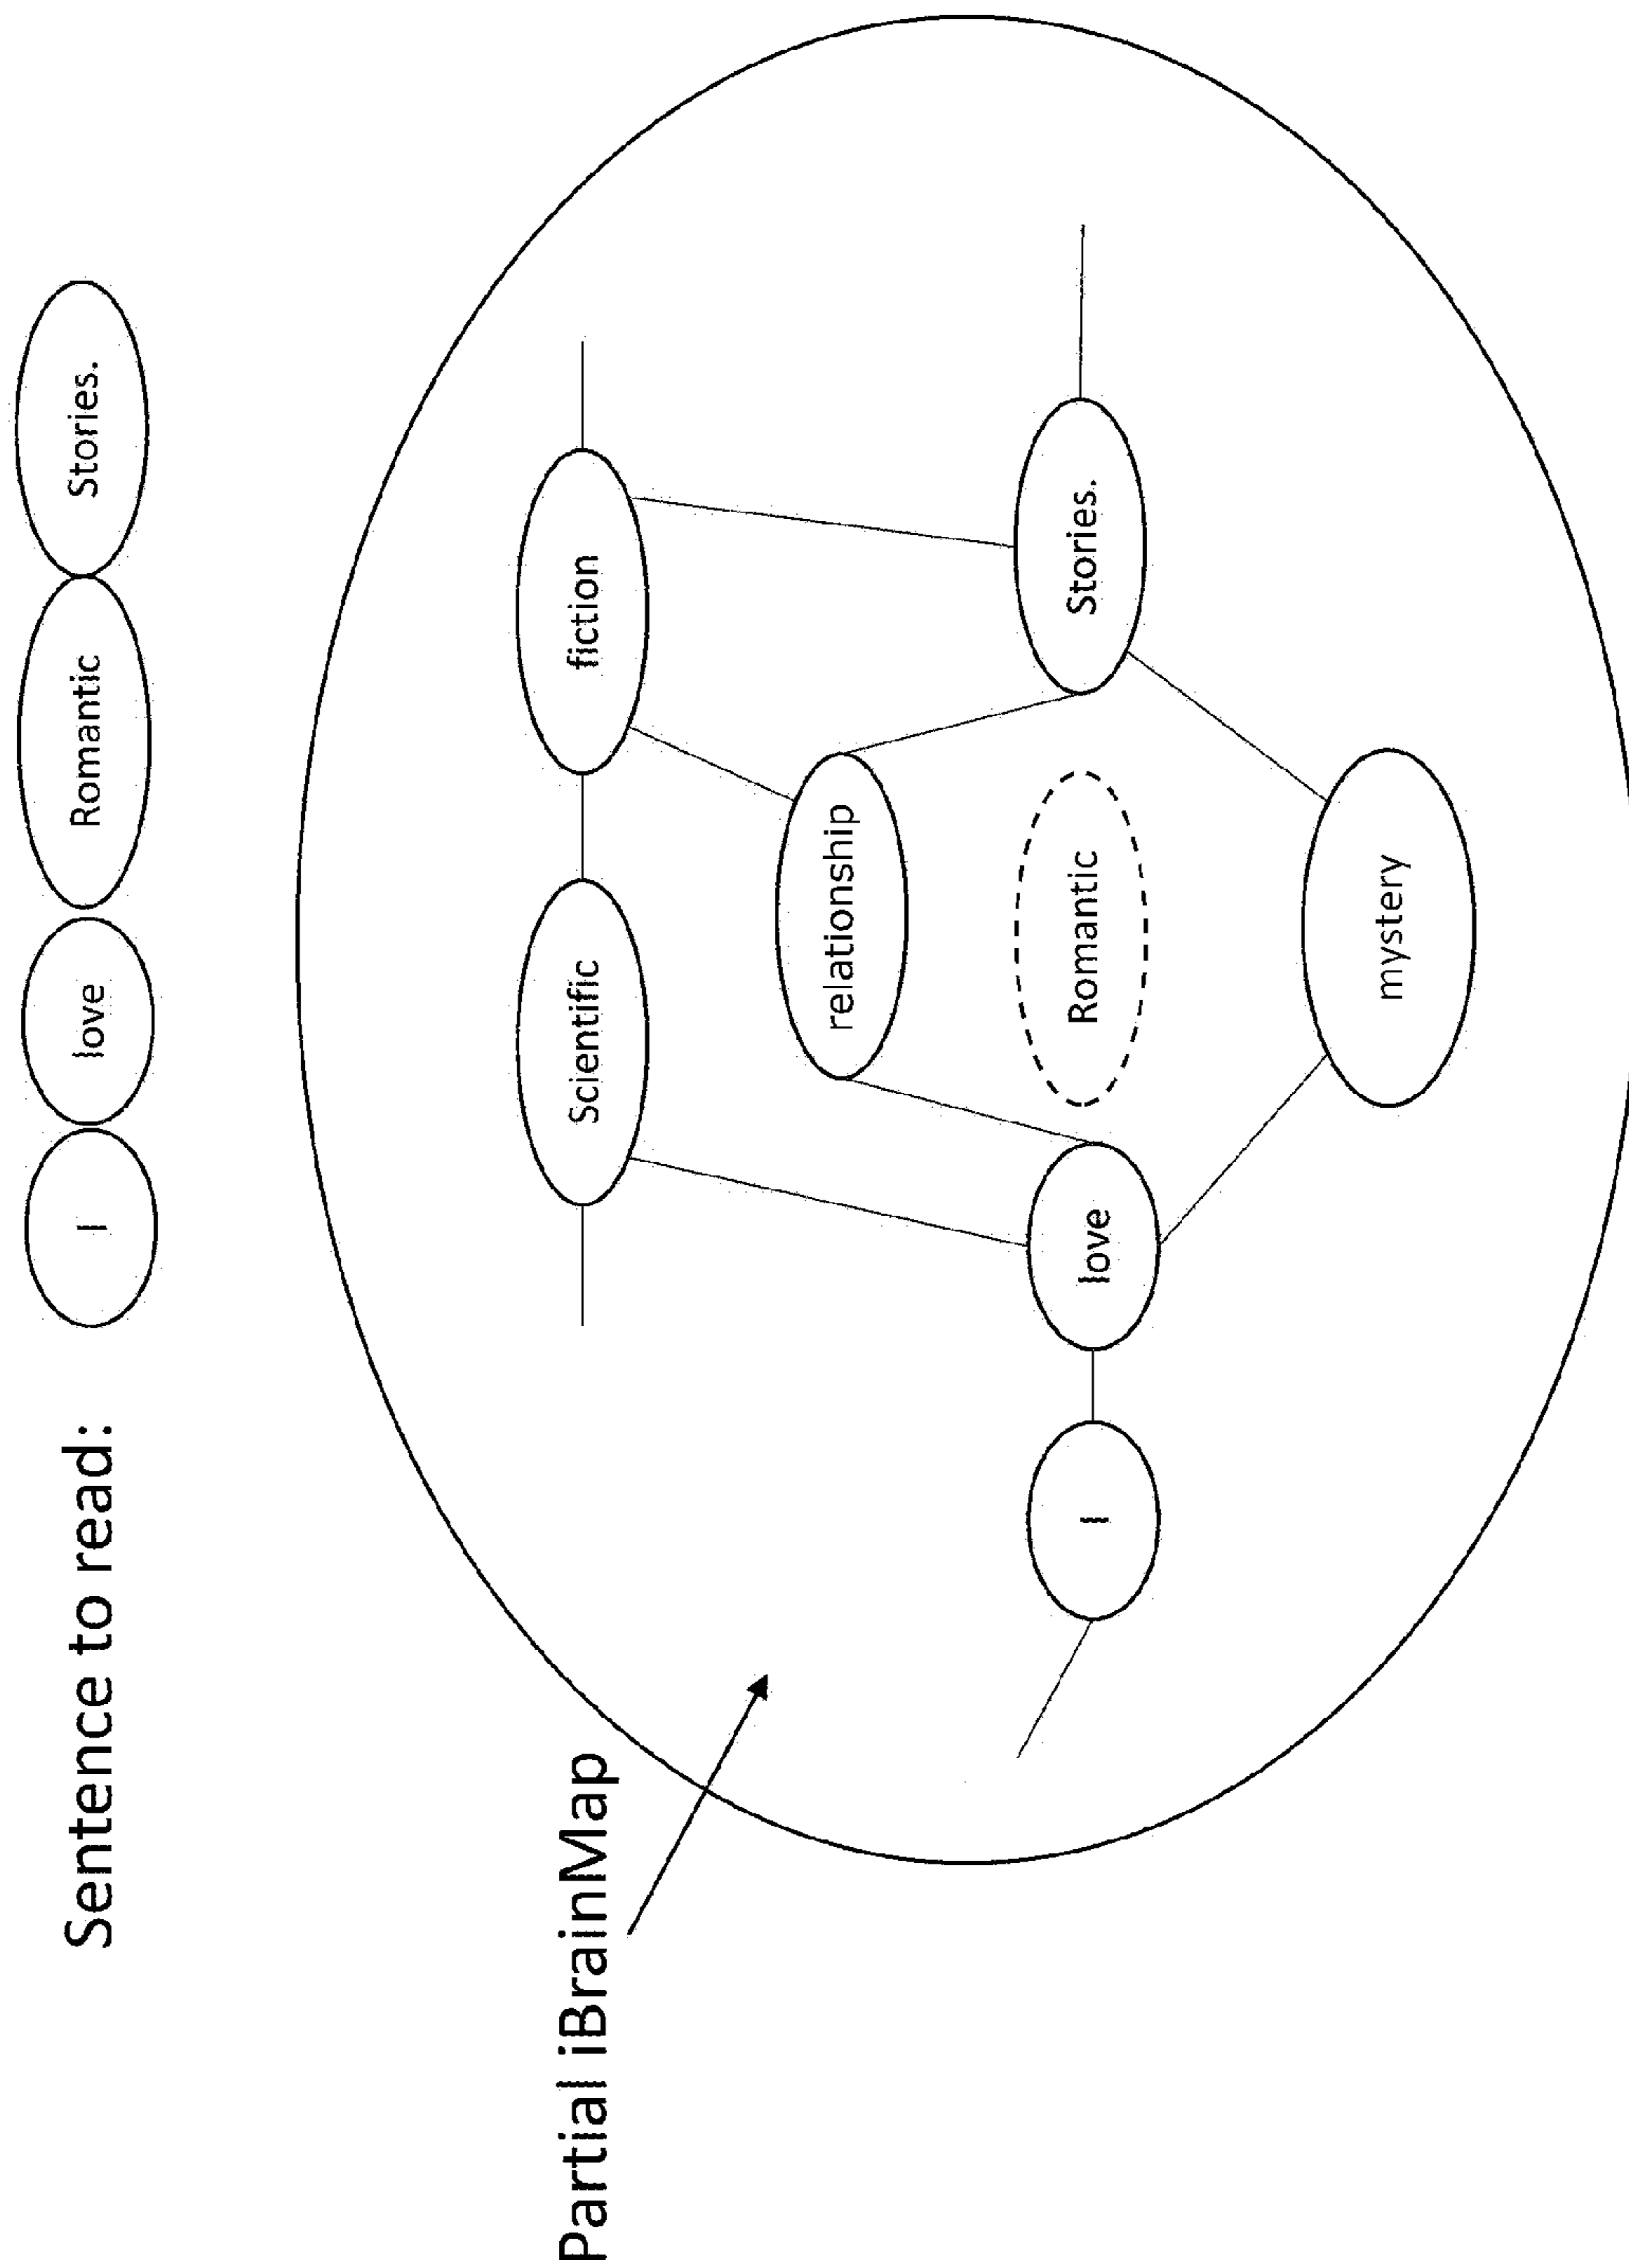 Sentence to read: I love Romantic Stories.
Partial iBrainMap
Scientific fiction
relationship
I love Romantic Stories.
mystery